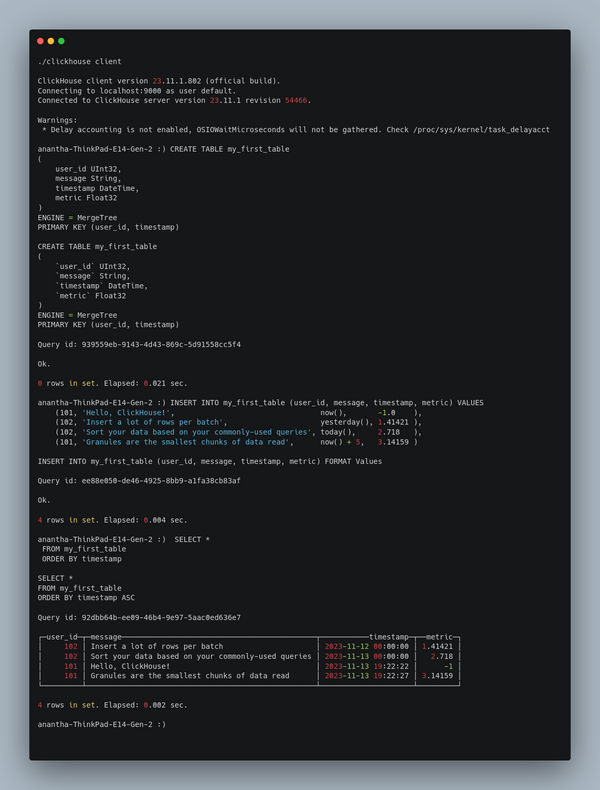 ./clickhouse client
ClickHouse client version 23.11.1.802 (official build).
Connecting to localhost:9000 as user default.
Connected to ClickHouse server version 23.11.1 revision 54466.
Warnings:
 * Delay accounting is not enabled, OSIOWaitMicroseconds will not be gathered. Check /proc/sys/kernel/task_delayacct
anantha-ThinkPad-E14-Gen-2 :) CREATE TABLE my_first_table
(
    user_id UInt32,
    message String,
    timestamp DateTime,
    metric Float32
)
ENGINE = MergeTree
PRIMARY KEY (user_id, timestamp)
CREATE TABLE my_first_table
(
    `user_id` UInt32,
    `message` String,
    `timestamp` DateTime,
    `metric` Float32
)
ENGINE = MergeTree
PRIMARY KEY (user_id, timestamp)
Query id: 939559eb-9143-4d43-869c-5d91558cc5f4
Ok.
0 rows in set. Elapsed: 0.021 sec.
anantha-ThinkPad-E14-Gen-2 :) INSERT INTO my_first_table (user_id, message, timestamp, metric) VALUES
    (101, 'Hello, ClickHouse!',                                 now(),       -1.0    ),
    (102, 'Insert a lot of rows per batch',                     yesterday(), 1.41421 ),
    (102, 'Sort your data based on your commonly-used queries', today(),     2.718   ),
    (101, 'Granules are the smallest chunks of data read',      now() + 5,   3.14159 )
INSERT INTO my_first_table (user_id, message, timestamp, metric) FORMAT Values
Query id: ee88e050-de46-4925-8bb9-a1fa38cb83af
Ok.
4 rows in set. Elapsed: 0.004 sec.
anantha-ThinkPad-E14-Gen-2 :)  SELECT *
 FROM my_first_table
 ORDER BY timestamp
SELECT *
FROM my_first_table
ORDER BY timestamp ASC
Query id: 92dbb64b-ee09-46b4-9e97-5aac0ed636e7
┌─user_id─┬─message────────────────────────────────────────────┬───────────timestamp─┬──metric─┐
│     102 │ Insert a lot of rows per batch                     │ 2023-11-12 00:00:00 │ 1.41421 │
│     102 │ Sort your data based on your commonly-used queries │ 2023-11-13 00:00:00 │   2.718 │
│     101 │ Hello, ClickHouse!                                 │ 2023-11-13 19:22:22 │      -1 │
│     101 │ Granules are the smallest chunks of data read      │ 2023-11-13 19:22:27 │ 3.14159 │
└─────────┴────────────────────────────────────────────────────┴─────────────────────┴─────────┘
4 rows in set. Elapsed: 0.002 sec.
anantha-ThinkPad-E14-Gen-2 :)